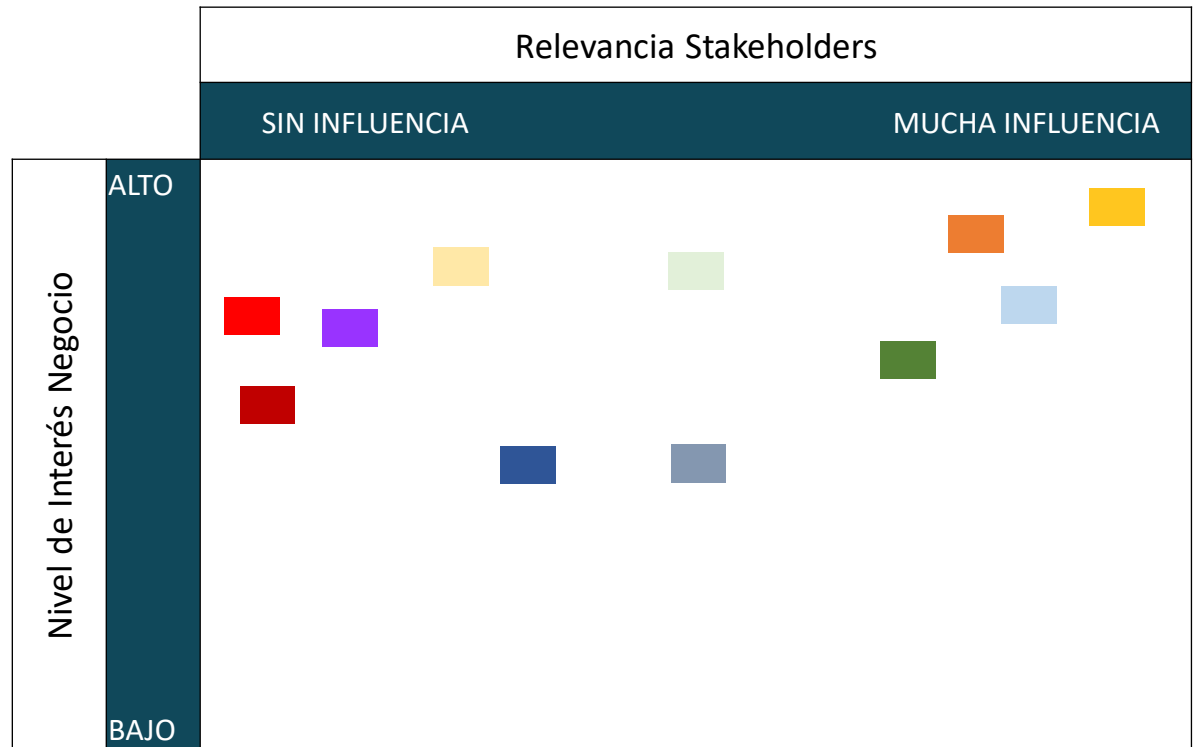 Relevancia Stakeholders
SIN INFLUENCIA
MUCHA INFLUENCIA
ALTO
Nivel de Interés Negocio
BAJO